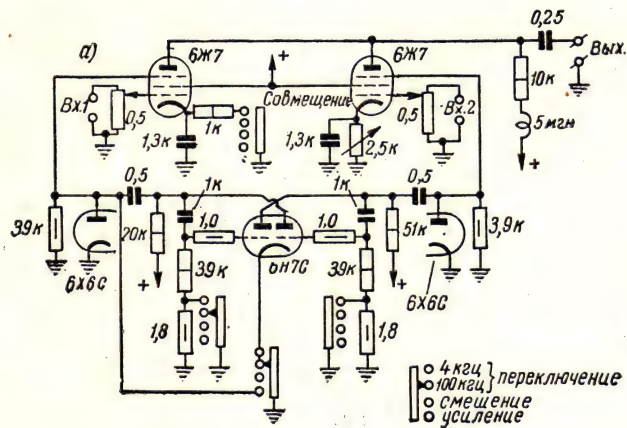 а)
6Ж7
6Ж7
0,25
Вых.
10к
5мгн
+
+
Вх.1
0,5
1к
Совмещение
1,3к
1,3к
2,5к
0,5
Вх.2
0,5
1к
1к
0,5
39к
6Х6С
20к
+
1,0
1,0
6Н7С
51к
+
3,9к
6Х6С
39к
39к
1,8
1,8
4 кгц
100кгц } переключение
смещение
усиление